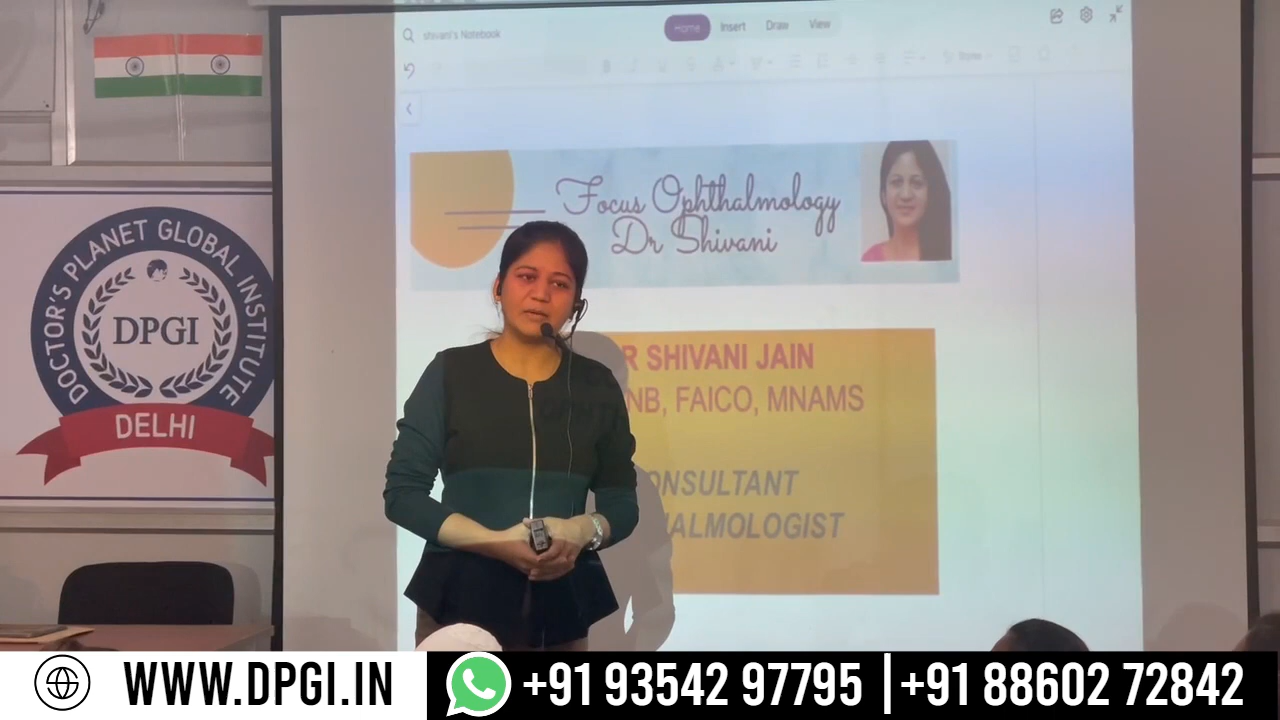 shivani's Notebook
Home
Insert
Draw
View
Focus Ophthalmology
Dr Shivani
DOCTOR'S PLANET GLOBAL INSTITUTE
DPGI
DELHI
R SHIVANI JAIN
NB, FAICO, MNAMS
ONSULTANT
HALMOLOGIST
WWW.DPGI.IN
+91 93542 97795 | +91 88602 72842